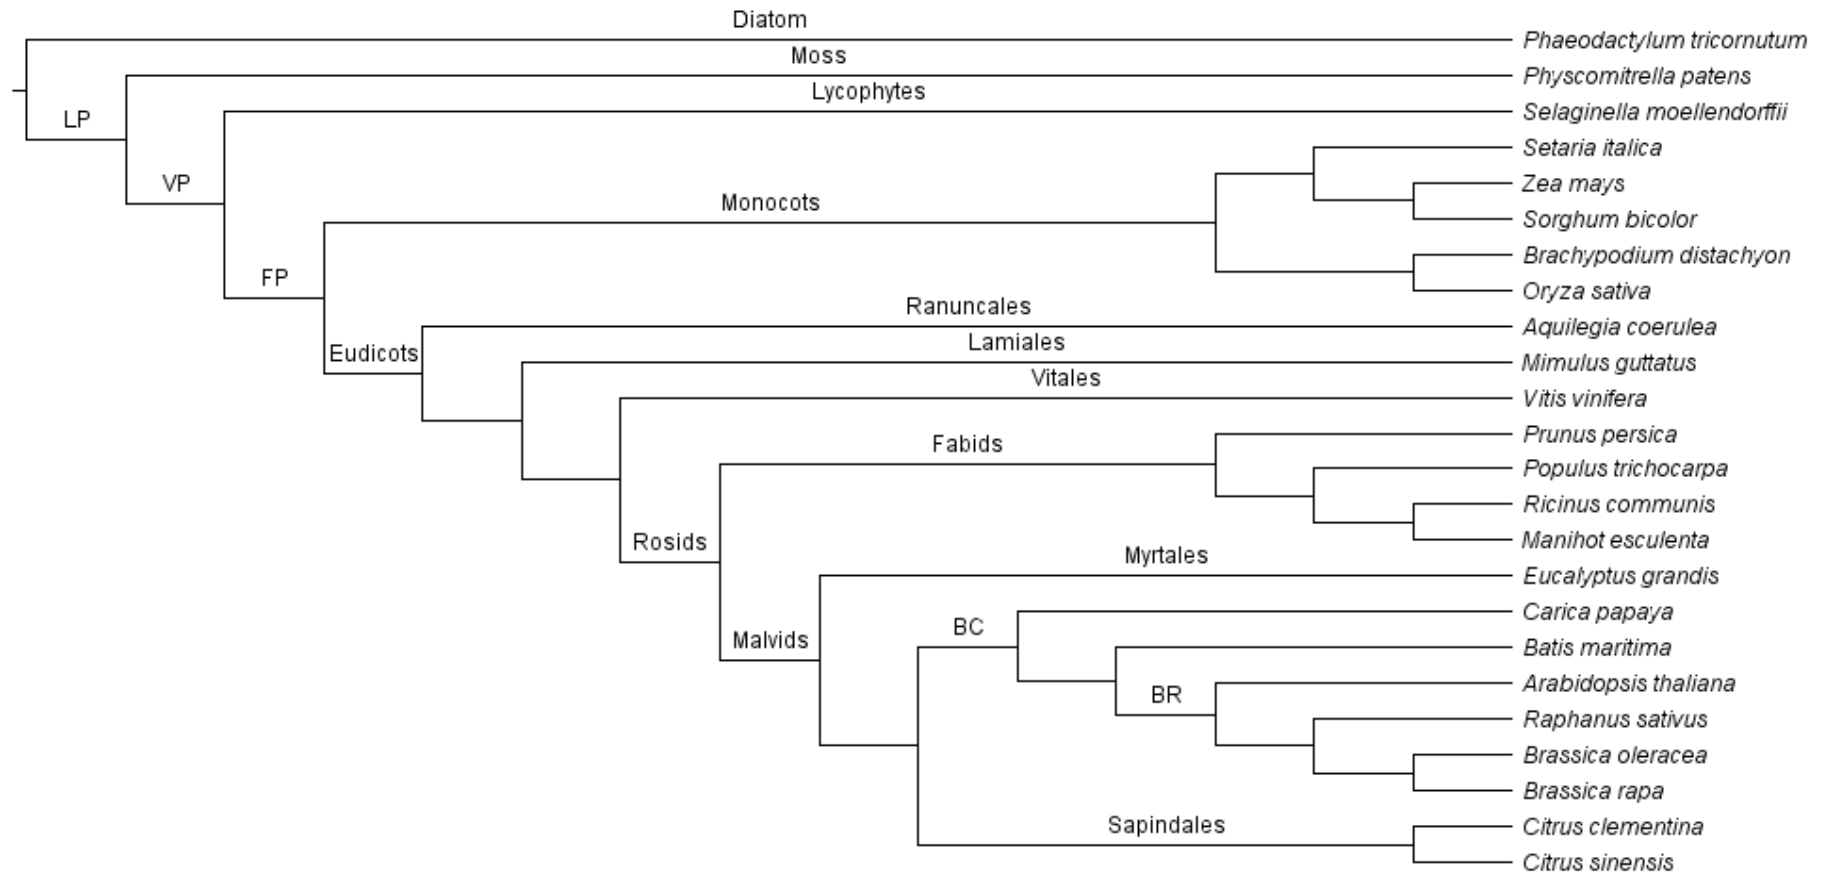 Diatom
Phaeodactylum tricornutum
Moss
Physcomitrella patens
Lycophytes
Selaginella moellendorffii
LP
Setaria italica
VP
Zea mays
Monocots
Sorghum bicolor
Brachypodium distachyon
FP
Oryza sativa
Ranuncales
Aquilegia coerulea
Eudicots
Lamiales
Mimulus guttatus
Vitales
Vitis vinifera
Fabids
Prunus persica
Populus trichocarpa
Ricinus communis
Rosids
Manihot esculenta
Myrtales
Eucalyptus grandis
Carica papaya
BC
Malvids
Batis maritima
Arabidopsis thaliana
BR
Raphanus sativus
Brassica oleracea
Brassica rapa
Sapindales
Citrus clementina
Citrus sinensis